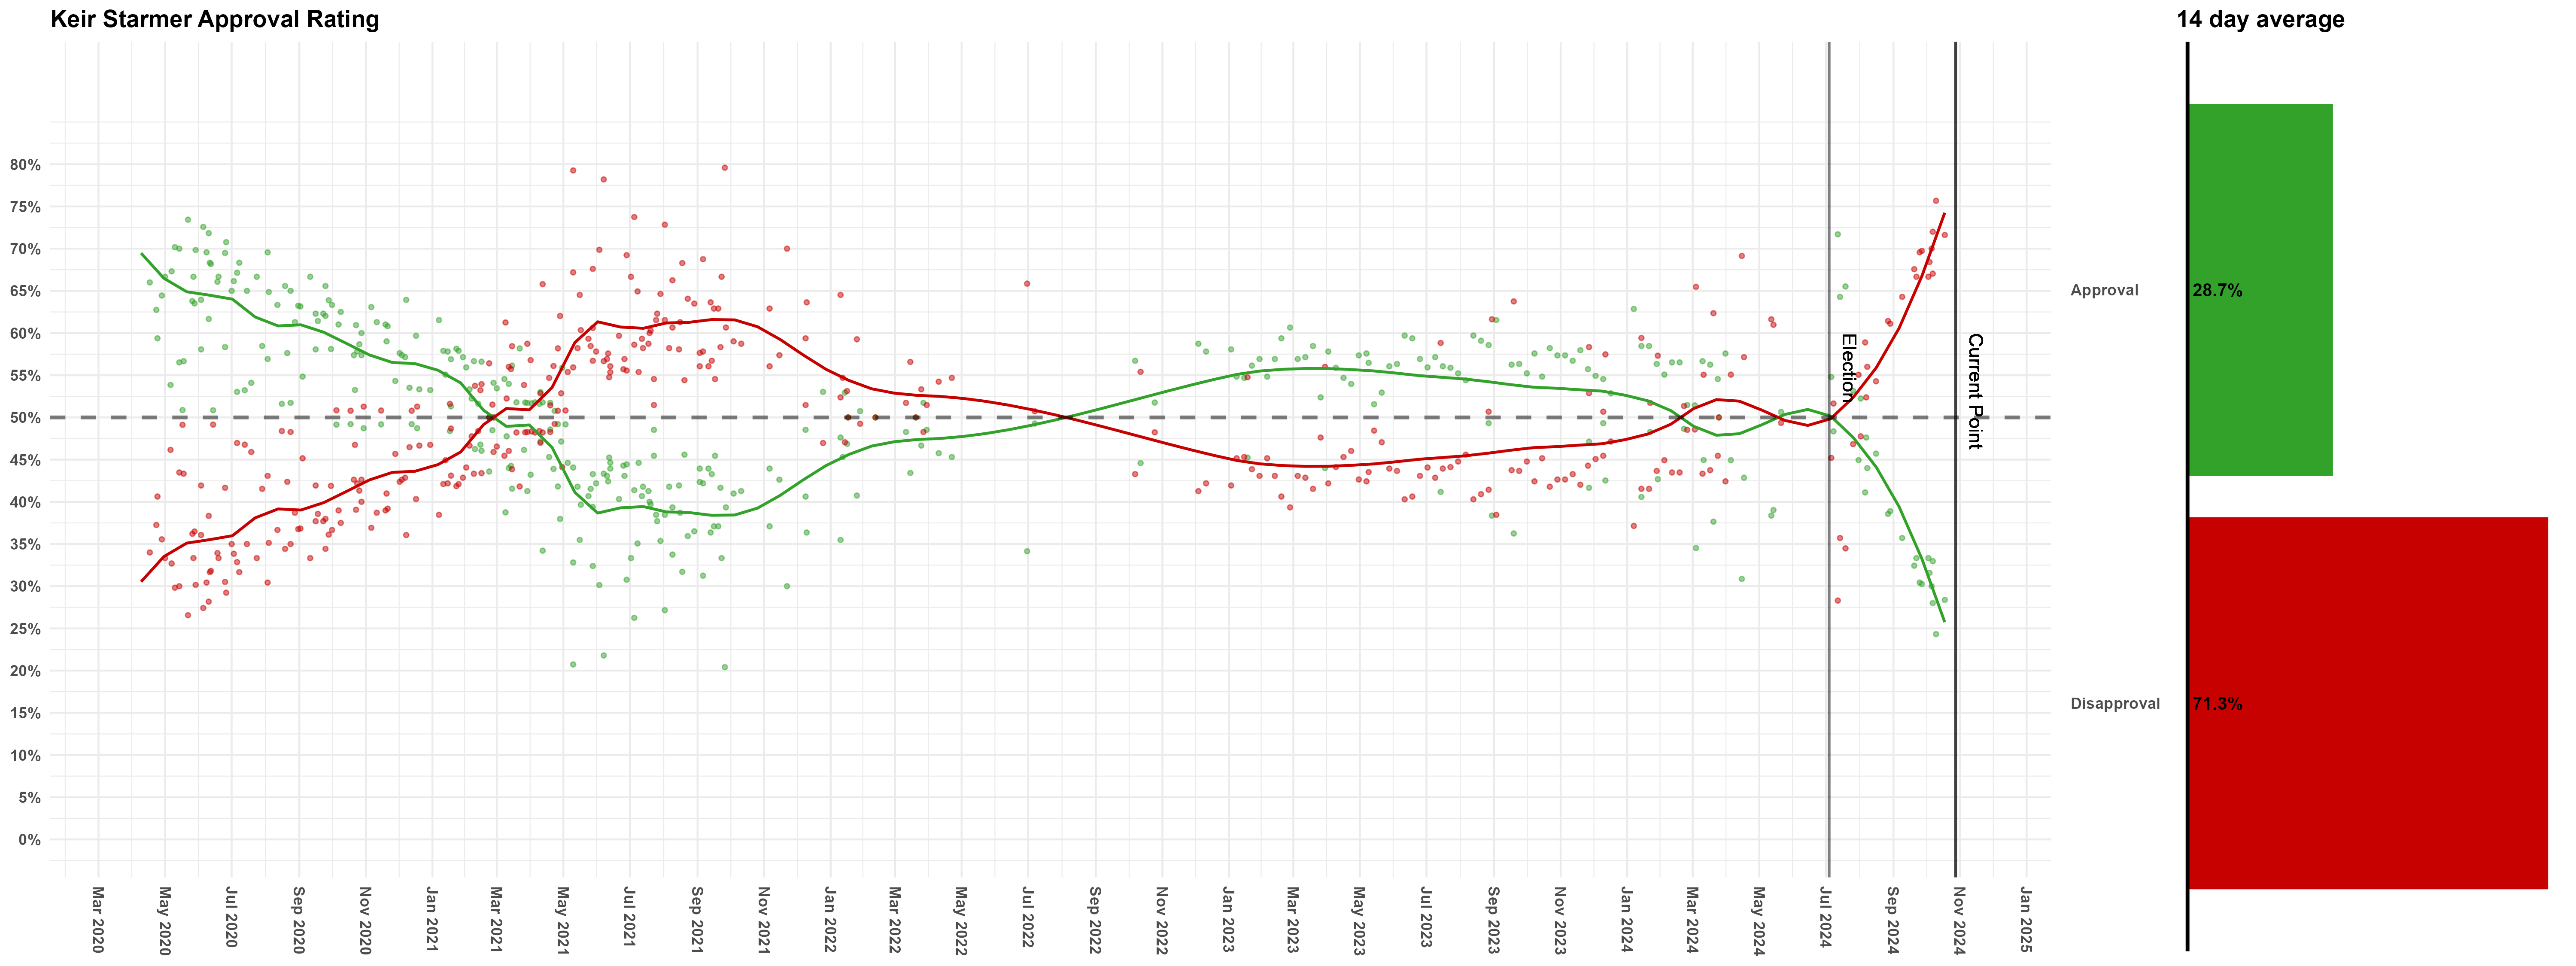 Keir Starmer Approval Rating
14 day average
80%
75%
70%
65%
60%
55%
50%
45%
40%
35%
30%
25%
20%
15%
10%
5%
0%
Election
Current Point
Mar 2020
May 2020
Jul 2020
Sep 2020
Nov 2020
Jan 2021
Mar 2021
May 2021
Jul 2021
Sep 2021
Nov 2021
Jan 2022
Mar 2022
May 2022
Jul 2022
Sep 2022
Nov 2022
Jan 2023
Mar 2023
May 2023
Jul 2023
Sep 2023
Nov 2023
Jan 2024
Mar 2024
May 2024
Jul 2024
Sep 2024
Nov 2024
Jan 2025
Approval
28.7%
Disapproval
71.3%